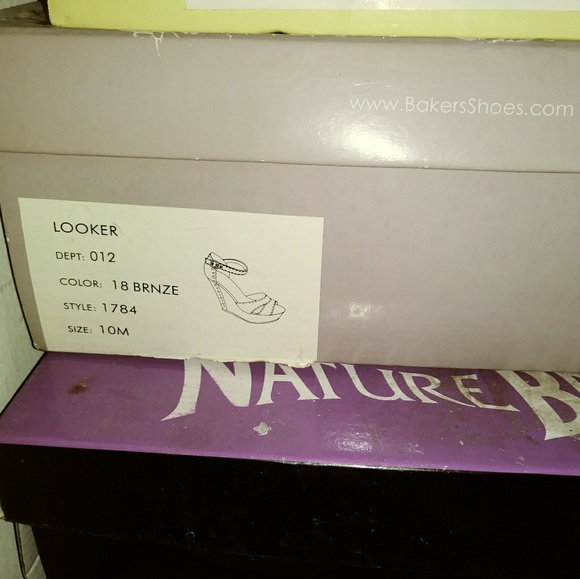 www.BakersShoes.com
LOOKER
DEPT: 012
COLOR: 18 BRNZE
STYLE: 1784
SIZE: 10M
NATURE